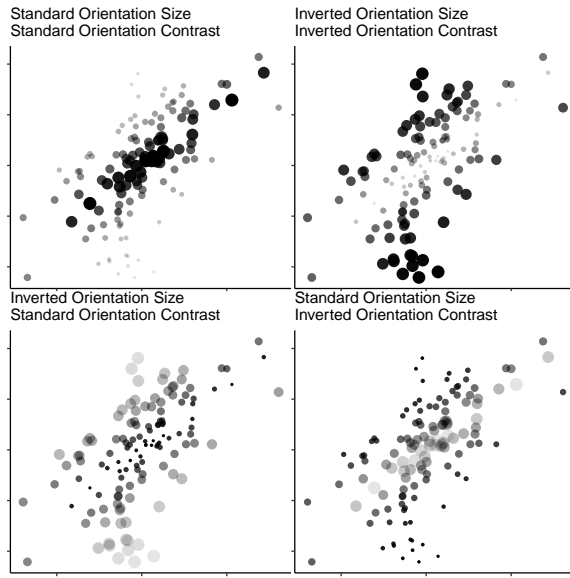 Standard Orientation Size
Standard Orientation Contrast
Inverted Orientation Size
Inverted Orientation Contrast
Inverted Orientation Size
Standard Orientation Contrast
Standard Orientation Size
Inverted Orientation Contrast